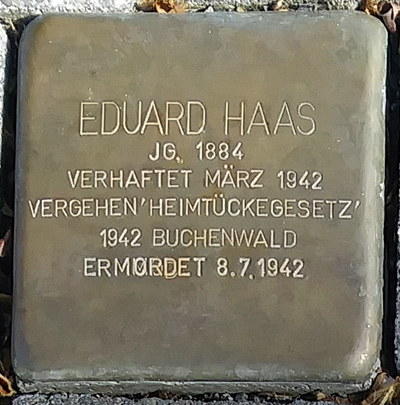 EDUARD HAAS
JG. 1884
VERHAFTET MÄRZ 1942
VERGEHEN'HEIMTÜCKEGESETZ'
1942 BUCHENWALD
ERMORDET 8.7.1942